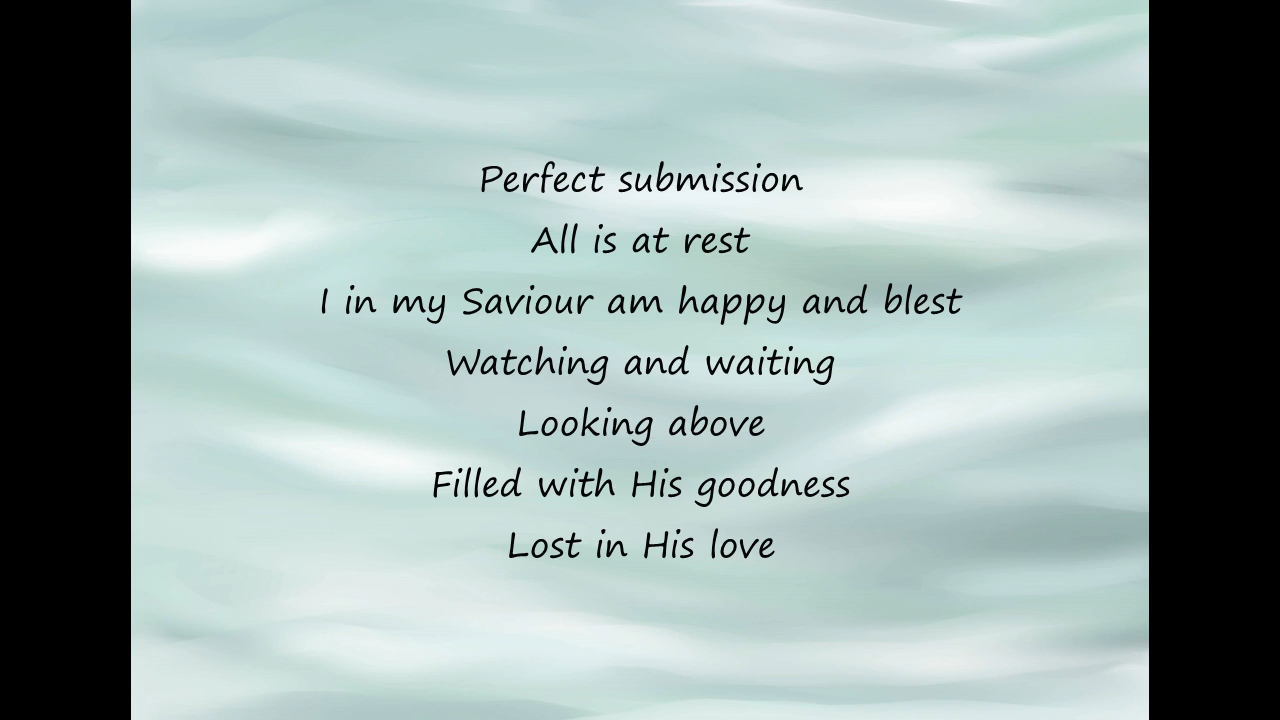 Perfect submission
All is at rest
I in my Saviour am happy and blest
Watching and waiting
Looking above
Filled with His goodness
Lost in His love